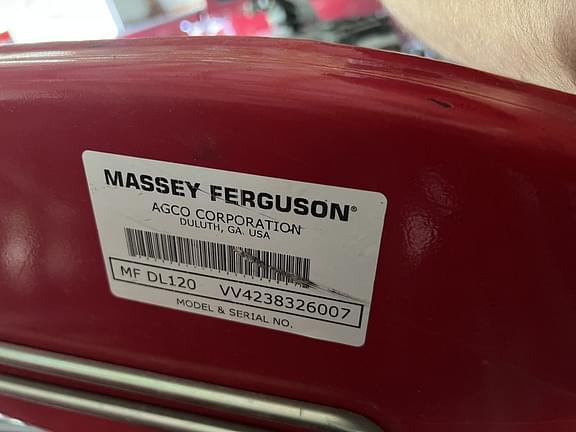 MASSEY FERGUSON®
AGCO CORPORATION
DULUTH, GA. USA
MF DL120 VV4238326007
MODEL & SERIAL NO.